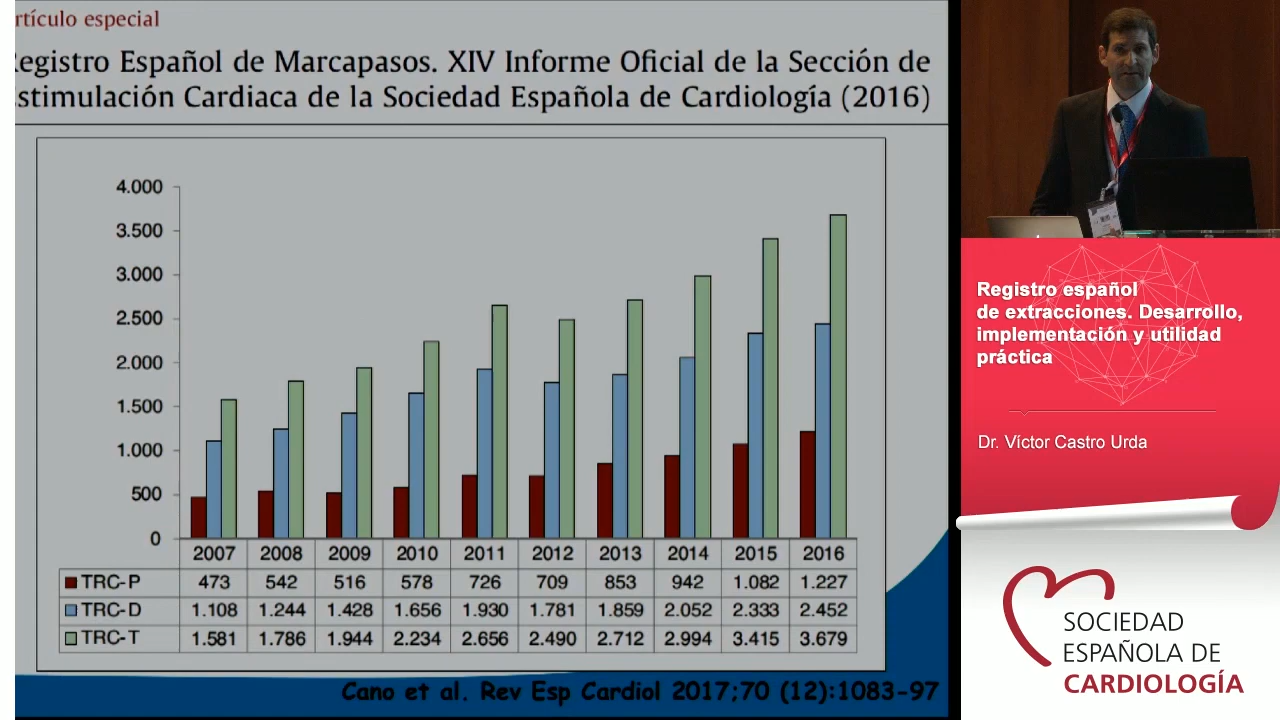 rtículo especial
egistro Español de Marcapasos. XIV Informe Oficial de la Sección de
stimulación Cardiaca de la Sociedad Española de Cardiología (2016)
4.000
3.500
3.000
2.500
2.000
1.500
1.000
500
0
2007 2008 2009 2010 2011 2012 2013 2014 2015 2016
TRC-P 473 542 516 578 726 709 853 942 1.082 1.227
TRC-D 1.108 1.244 1.428 1.656 1.930 1.781 1.859 2.052 2.333 2.452
TRC-T 1.581 1.786 1.944 2.234 2.656 2.490 2.712 2.994 3.415 3.679
Cano et al. Rev Esp Cardiol 2017;70 (12):1083-97
Registro español
de extracciones. Desarrollo,
implementación y utilidad
práctica
Dr. Víctor Castro Urda
SOCIEDAD
ESPAÑOLA DE
CARDIOLOGÍA